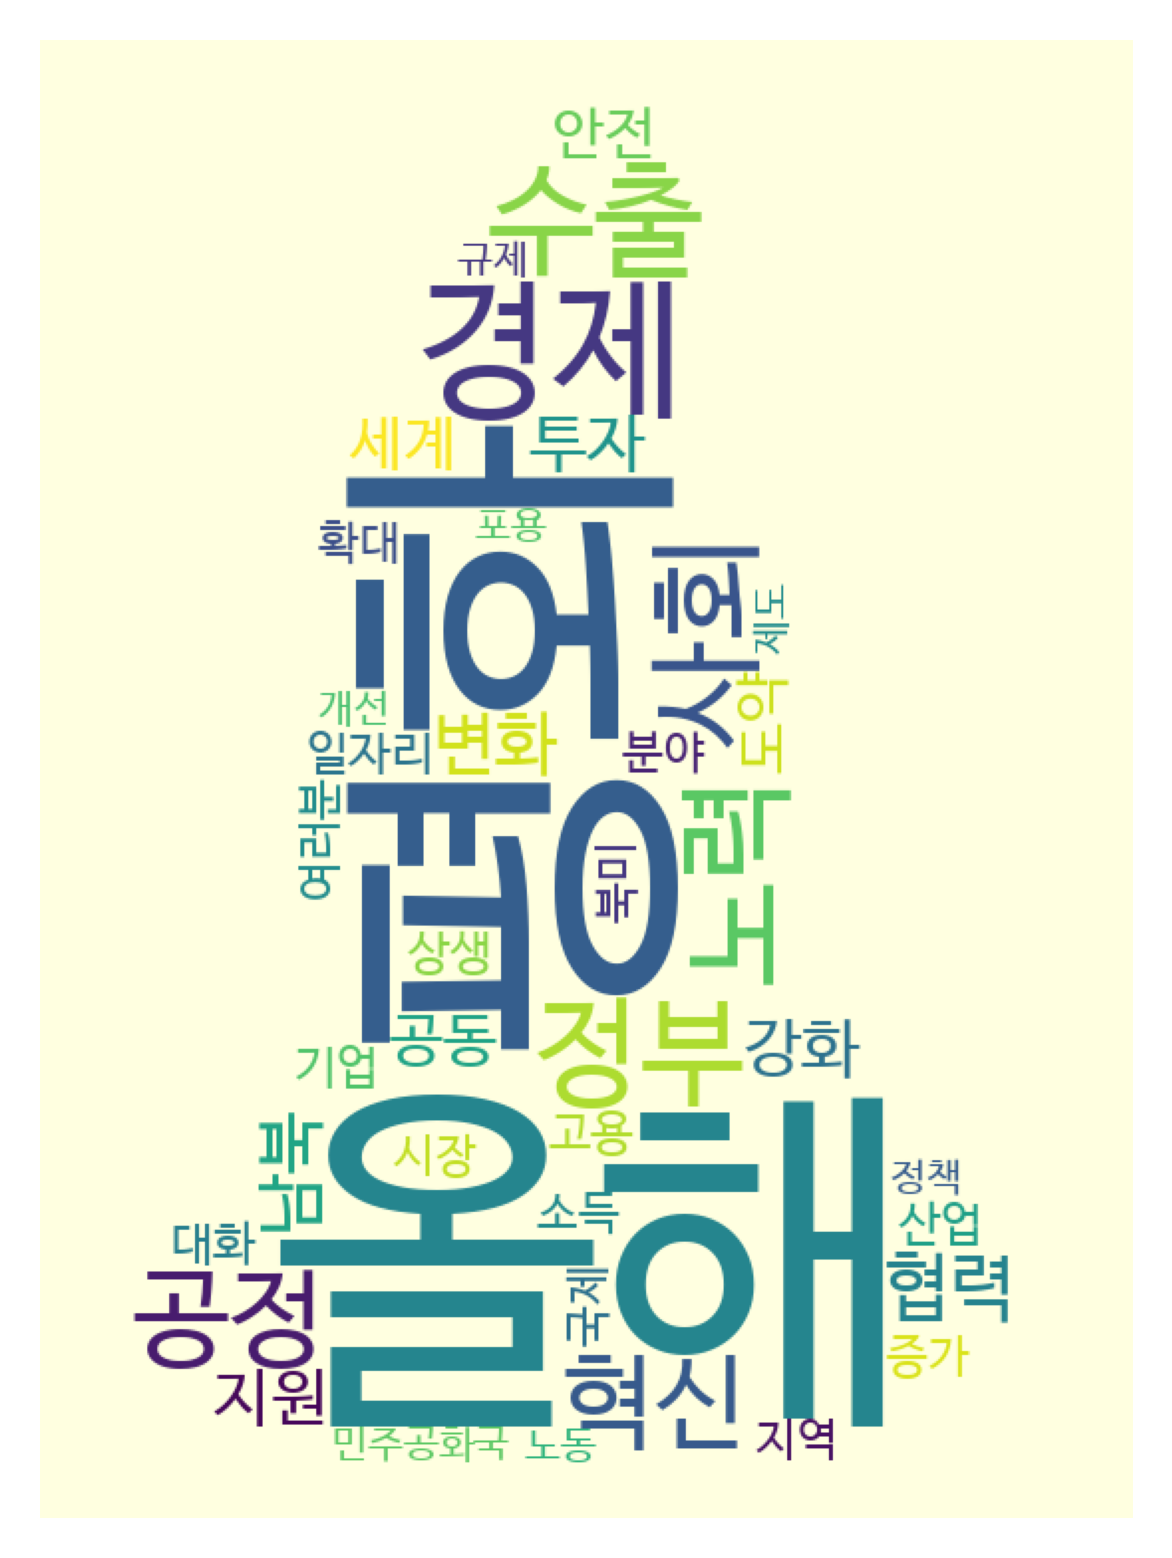 안전
수출
규제
경제
세계
투자
포용
확대
평화
사회
제도
개선
일자리
변화
분야
도약
여러분
북미
노력
상생
공동
정부
강화
기업
올해
남북
시장
고용
소득
정책
대화
산업
공정
국제
협력
지원
혁신
증가
민주공화국
노동
지역